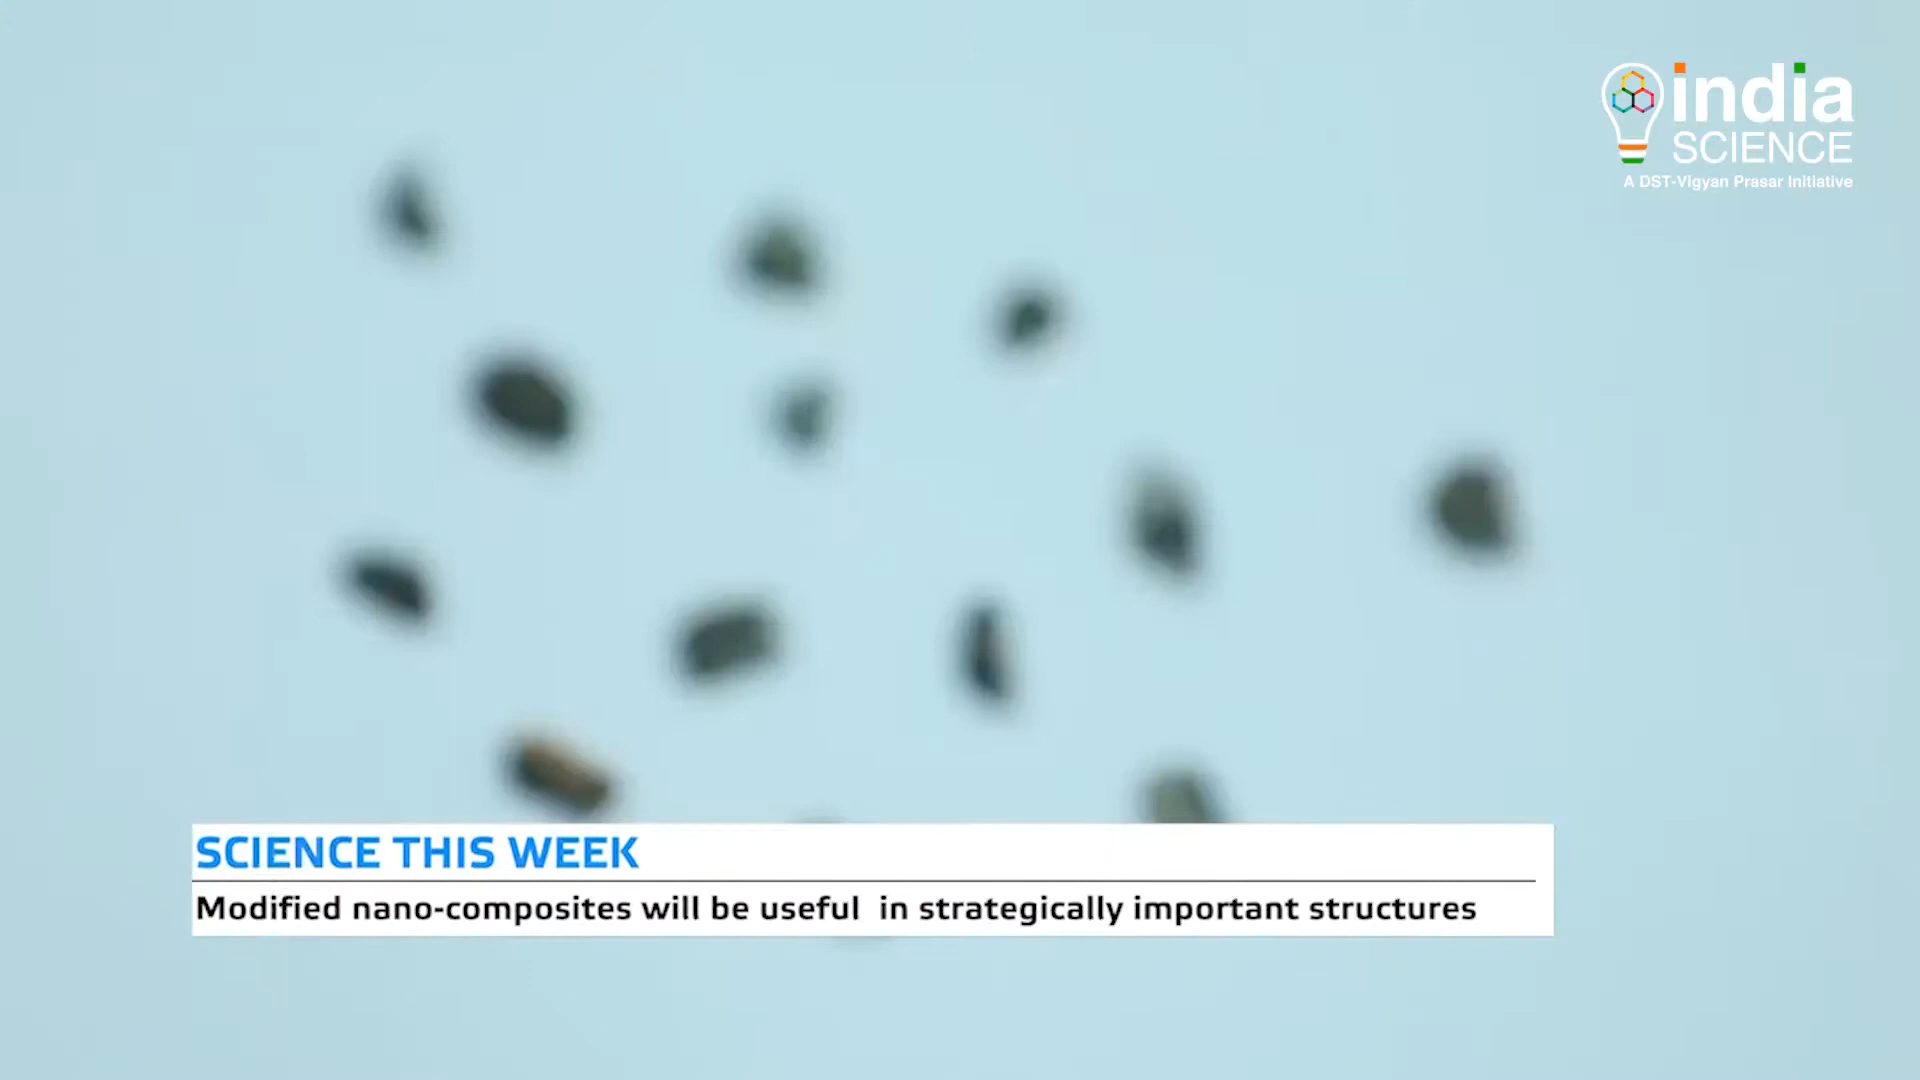 india
SCIENCE
A DST-Vigyan Prasar Initiative
SCIENCE THIS WEEK
Modified nano-composites will be useful  in strategically important structures